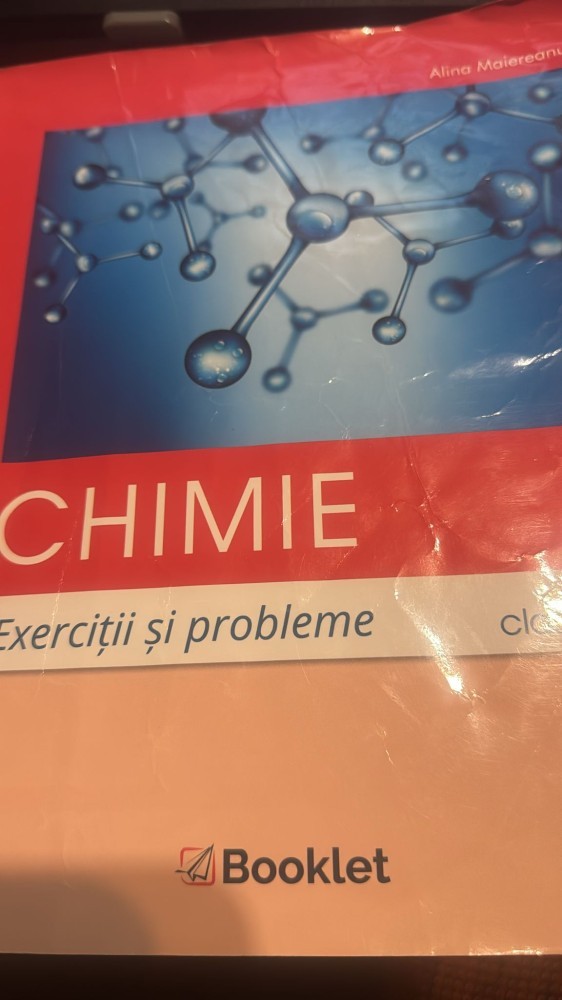 Alina Maiereanu
CHIMIE
Exerciții și probleme
Booklet